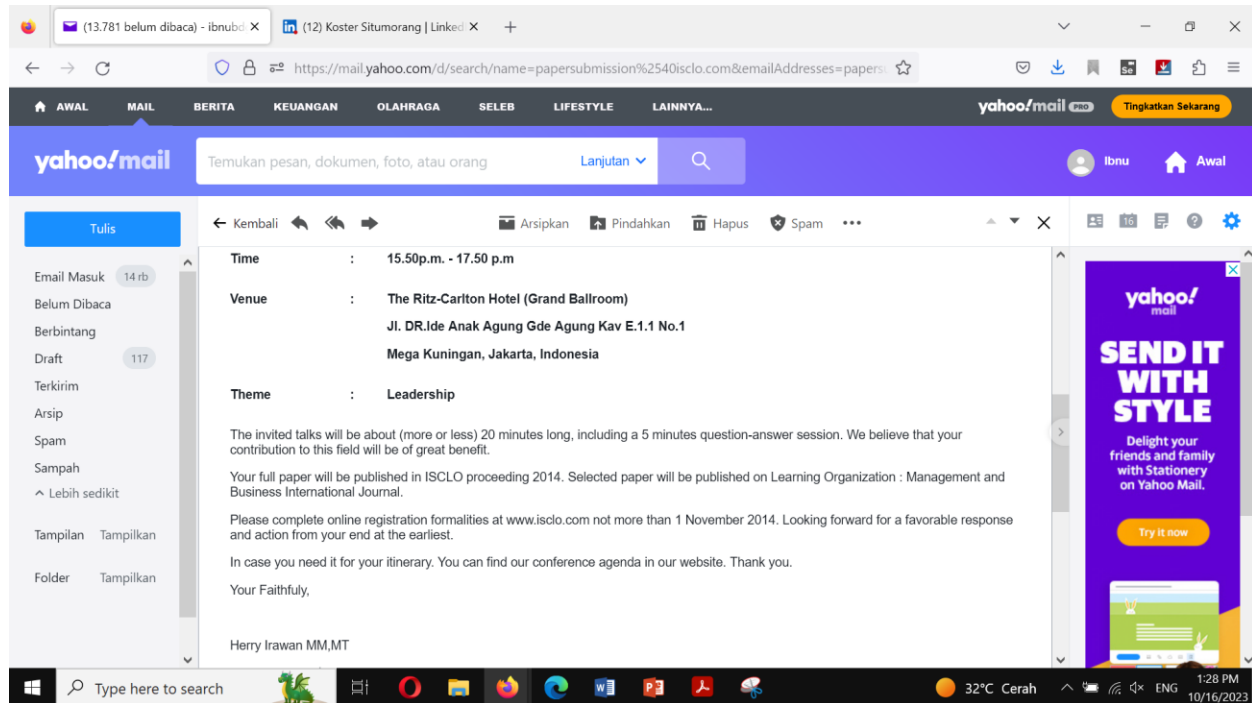 (13.781 belum dibaca) - ibnubd
(12) Koster Situmorang | Linked
https://mail.yahoo.com/d/search/name=papersubmission%2540isclo.com&emailAddresses=papers
AWAL MAIL BERITA KEUANGAN OLAHRAGA SELEB LIFESTYLE LAINNYA... yahoo!mail PRO Tingkatkan Sekarang
yahoo!mail Temukan pesan, dokumen, foto, atau orang Lanjutan Ibnu Awal
Tulis
Kembali Arsipkan Pindahkan Hapus Spam 16
Email Masuk 14 rb
Belum Dibaca
Berbintang
Draft 117
Terkirim
Arsip
Spam
Sampah
Lebih sedikit
Tampilan Tampilkan
Folder Tampilkan
Time : 15.50p.m. - 17.50 p.m
Venue : The Ritz-Carlton Hotel (Grand Ballroom)
Jl. DR.Ide Anak Agung Gde Agung Kav E.1.1 No.1
Mega Kuningan, Jakarta, Indonesia
Theme : Leadership
The invited talks will be about (more or less) 20 minutes long, including a 5 minutes question-answer session. We believe that your
contribution to this field will be of great benefit.
Your full paper will be published in ISCLO proceeding 2014. Selected paper will be published on Learning Organization : Management and
Business International Journal.
Please complete online registration formalities at www.isclo.com not more than 1 November 2014. Looking forward for a favorable response
and action from your end at the earliest.
In case you need it for your itinerary. You can find our conference agenda in our website. Thank you.
Your Faithfuly,
Herry Irawan MM,MT
yahoo!
mail
SEND IT
WITH
STYLE
Delight your
friends and family
with Stationery
on Yahoo Mail.
Try it now
Type here to search
32°C Cerah
ENG
1:28 PM
10/16/2023